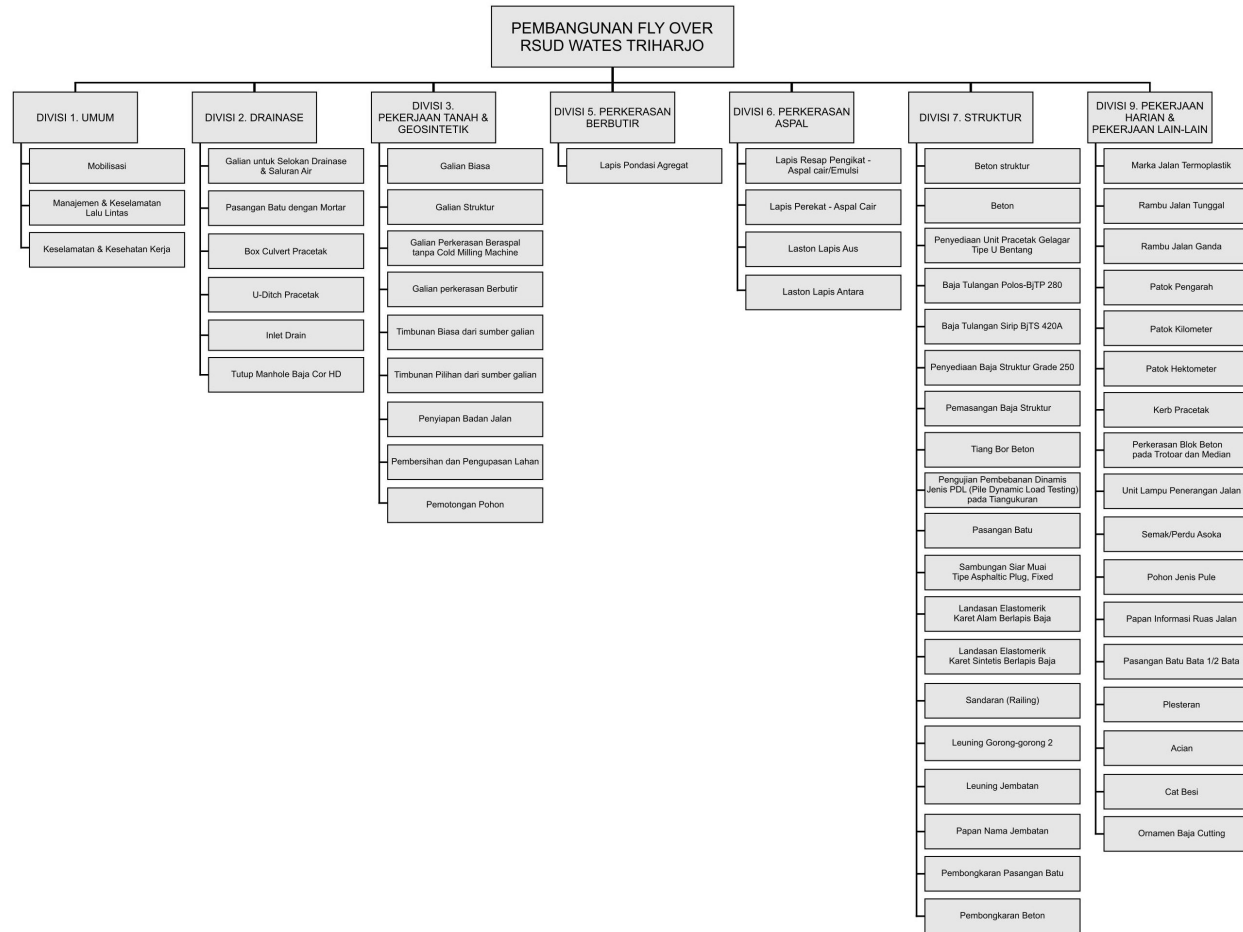 PEMBANGUNAN FLY OVER
RSUD WATES TRIHARJO
DIVISI 1. UMUM
Mobilisasi
Manajemen & Keselamatan
Lalu Lintas
Keselamatan & Kesehatan Kerja
DIVISI 2. DRAINASE
Galian untuk Selokan Drainase
& Saluran Air
Pasangan Batu dengan Mortar
Box Culvert Pracetak
U-Ditch Pracetak
Inlet Drain
Tutup Manhole Baja Cor HD
DIVISI 3.
PEKERJAAN TANAH &
GEOSINTETIK
Galian Biasa
Galian Struktur
Galian Perkerasan Beraspal
tanpa Cold Milling Machine
Galian perkerasan Berbutir
Timbunan Biasa dari sumber galian
Timbunan Pilihan dari sumber galian
Penyiapan Badan Jalan
Pembersihan dan Pengupasan Lahan
Pemotongan Pohon
DIVISI 5. PERKERASAN
BERBUTIR
Lapis Pondasi Agregat
DIVISI 6. PERKERASAN
ASPAL
Lapis Resap Pengikat -
Aspal cair/Emulsi
Lapis Perekat - Aspal Cair
Laston Lapis Aus
Laston Lapis Antara
DIVISI 7. STRUKTUR
Beton struktur
Beton
Penyediaan Unit Pracetak Gelagar
Tipe U Bentang
Baja Tulangan Polos-BjTP 280
Baja Tulangan Sirip BjTS 420A
Penyediaan Baja Struktur Grade 250
Pemasangan Baja Struktur
Tiang Bor Beton
Pengujian Pembebanan Dinamis
Jenis PDL (Pile Dynamic Load Testing)
pada Tiangukuran
Pasangan Batu
Sambungan Siar Muai
Tipe Asphaltic Plug, Fixed
Landasan Elastomerik
Karet Alam Berlapis Baja
Landasan Elastomerik
Karet Sintetis Berlapis Baja
Sandaran (Railing)
Leuning Gorong-gorong 2
Leuning Jembatan
Papan Nama Jembatan
Pembongkaran Pasangan Batu
Pembongkaran Beton
DIVISI 9. PEKERJAAN
HARIAN &
PEKERJAAN LAIN-LAIN
Marka Jalan Termoplastik
Rambu Jalan Tunggal
Rambu Jalan Ganda
Patok Pengarah
Patok Kilometer
Patok Hektometer
Kerb Pracetak
Perkerasan Blok Beton
pada Trotoar dan Median
Unit Lampu Penerangan Jalan
Semak/Perdu Asoka
Pohon Jenis Pule
Papan Informasi Ruas Jalan
Pasangan Batu Bata 1/2 Bata
Plesteran
Acian
Cat Besi
Ornamen Baja Cutting